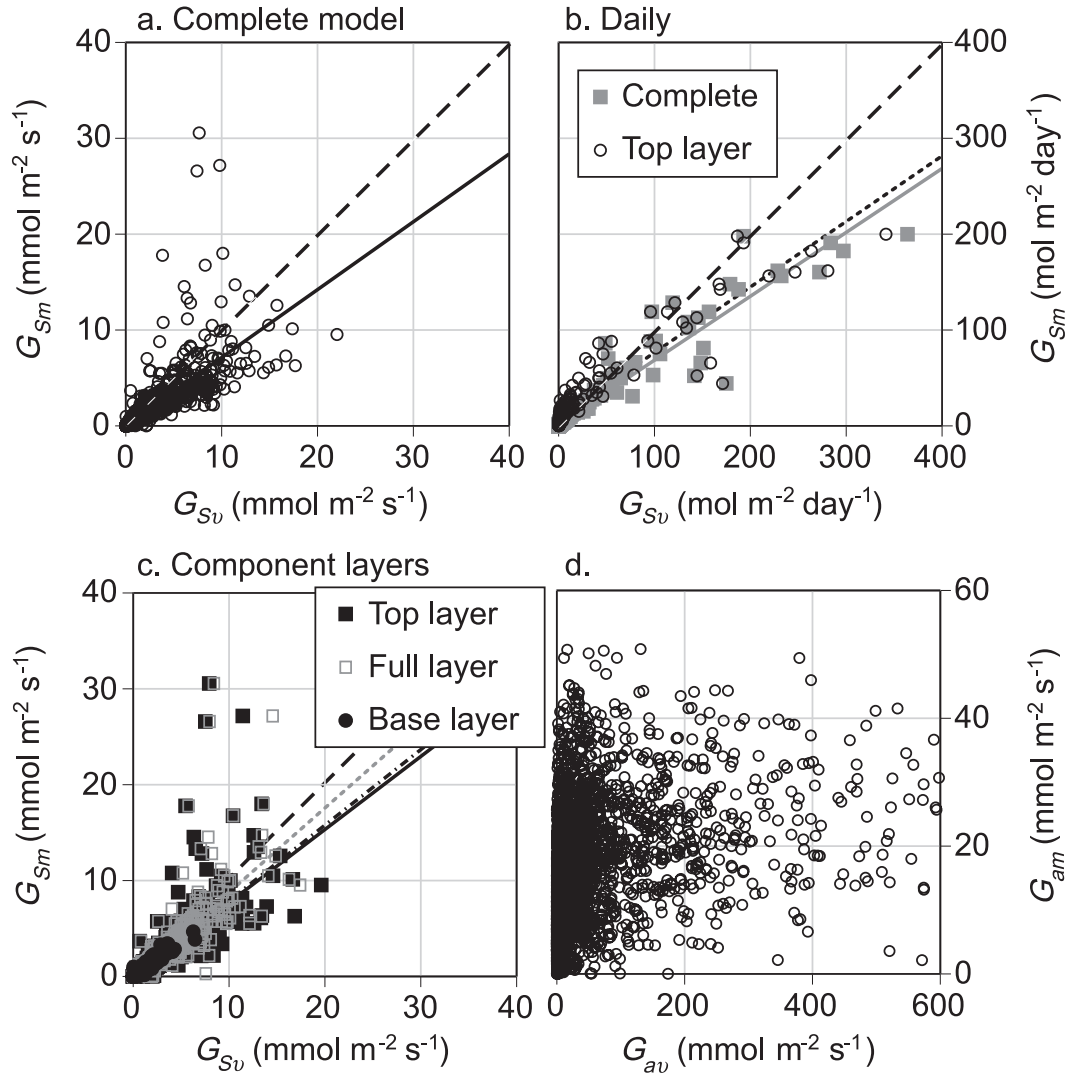 a. Complete model
40
30
20
10
0
0 10 20 30 40
G_Sm (mmol m⁻² s⁻¹)
G_Sυ (mmol m⁻² s⁻¹)
b. Daily
Complete
Top layer
400
300
200
100
0
0 100 200 300 400
G_Sm (mol m⁻² day⁻¹)
G_Sυ (mol m⁻² day⁻¹)
c. Component layers
Top layer
Full layer
Base layer
40
30
20
10
0
0 10 20 30 40
G_Sm (mmol m⁻² s⁻¹)
G_Sυ (mmol m⁻² s⁻¹)
d.
60
40
20
0
0 200 400 600
G_am (mmol m⁻² s⁻¹)
G_aυ (mmol m⁻² s⁻¹)